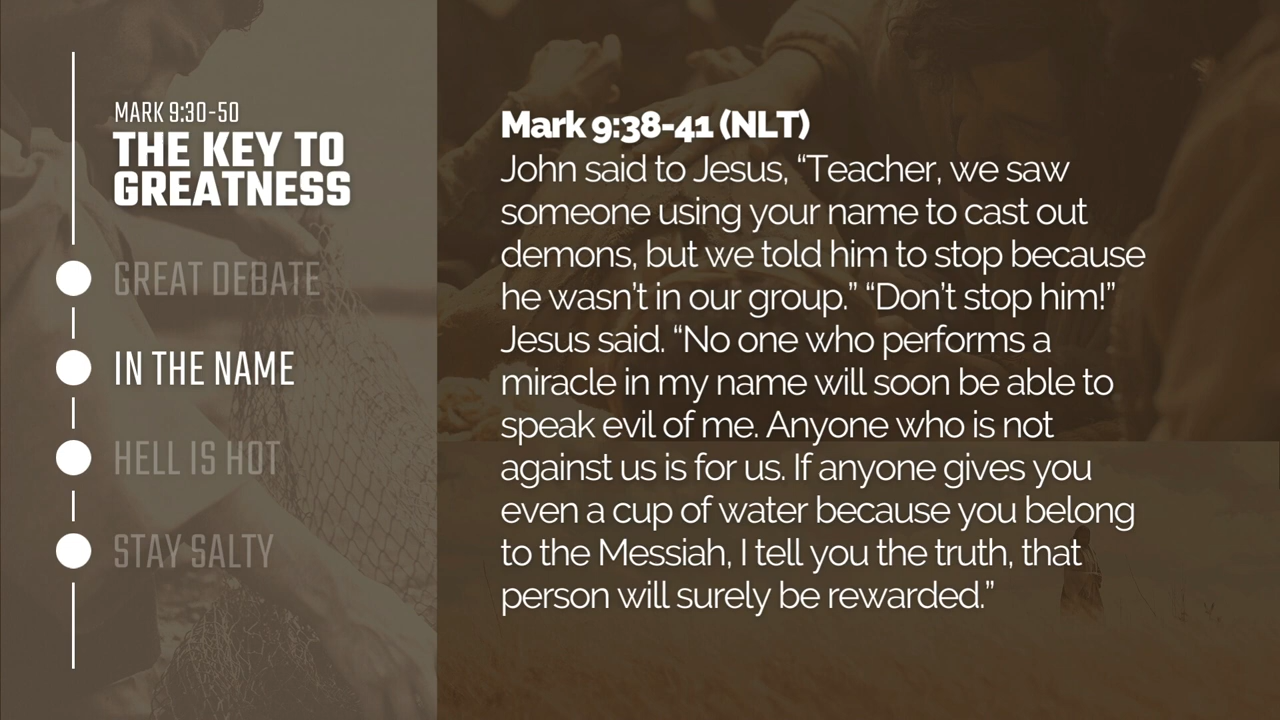 MARK 9:30-50
THE KEY TO
GREATNESS
GREAT DEBATE
IN THE NAME
HELL IS HOT
STAY SALTY
Mark 9:38-41 (NLT)
John said to Jesus, “Teacher, we saw
someone using your name to cast out
demons, but we told him to stop because
he wasn’t in our group.” “Don’t stop him!”
Jesus said. “No one who performs a
miracle in my name will soon be able to
speak evil of me. Anyone who is not
against us is for us. If anyone gives you
even a cup of water because you belong
to the Messiah, I tell you the truth, that
person will surely be rewarded.”